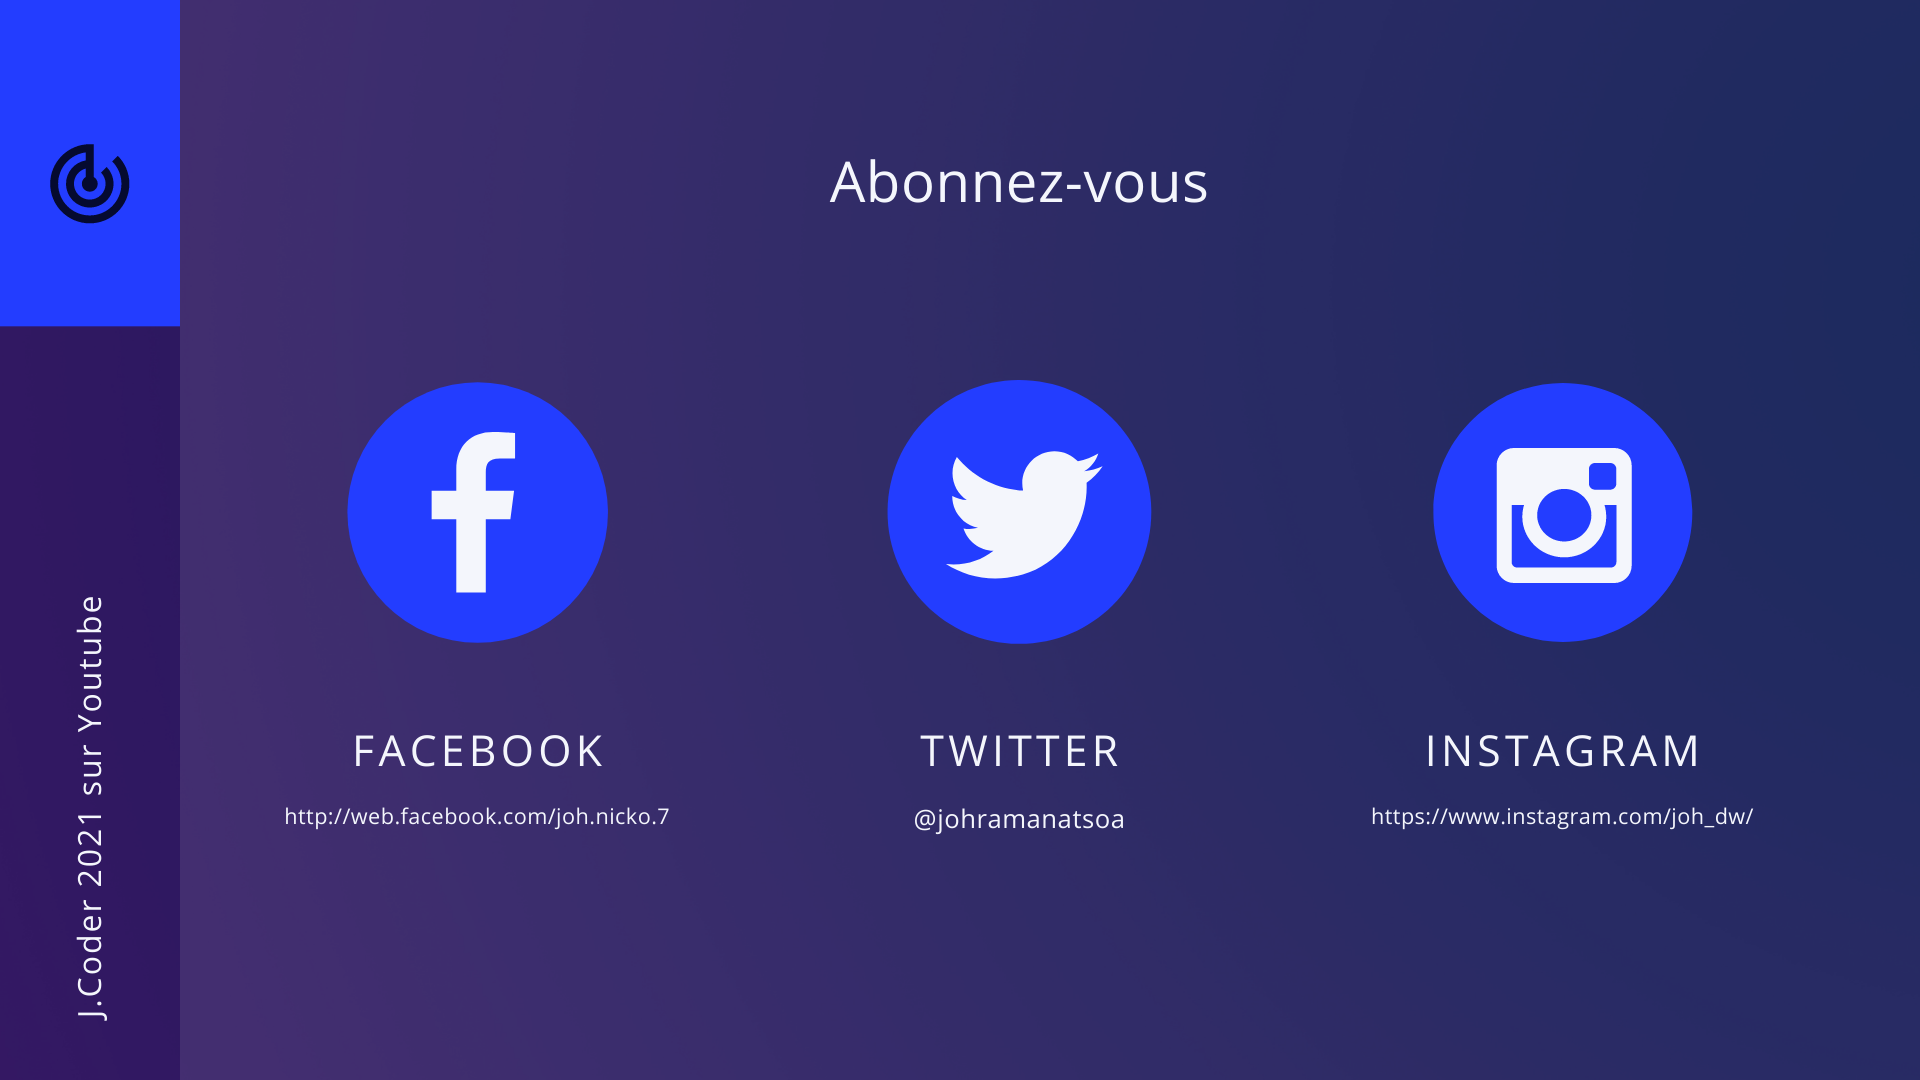 Abonnez-vous
FACEBOOK
http://web.facebook.com/joh.nicko.7
TWITTER
@johramanatsoa
INSTAGRAM
https://www.instagram.com/joh_dw/
J.Coder 2021 sur Youtube